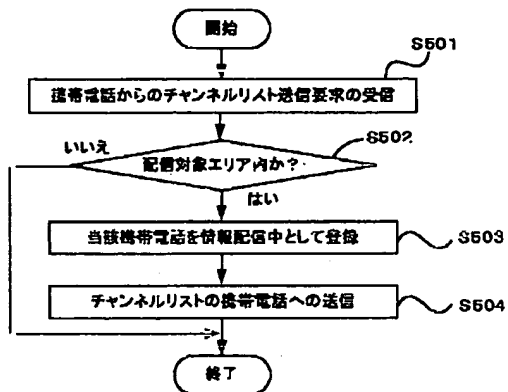 開始
S501
携帯電話からのチャンネルリスト送信要求の受信
S502
いいえ
配信対象エリア内か?
はい
当該携帯電話を情報配信中として登録
S503
チャンネルリストの携帯電話への送信
S504
終了